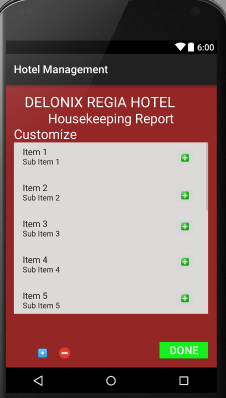 6:00
Hotel Management
DELONIX REGIA HOTEL
Housekeeping Report
Customize
Item 1
Sub Item 1
Item 2
Sub Item 2
Item 3
Sub Item 3
Item 4
Sub Item 4
Item 5
Sub Item 5
DONE